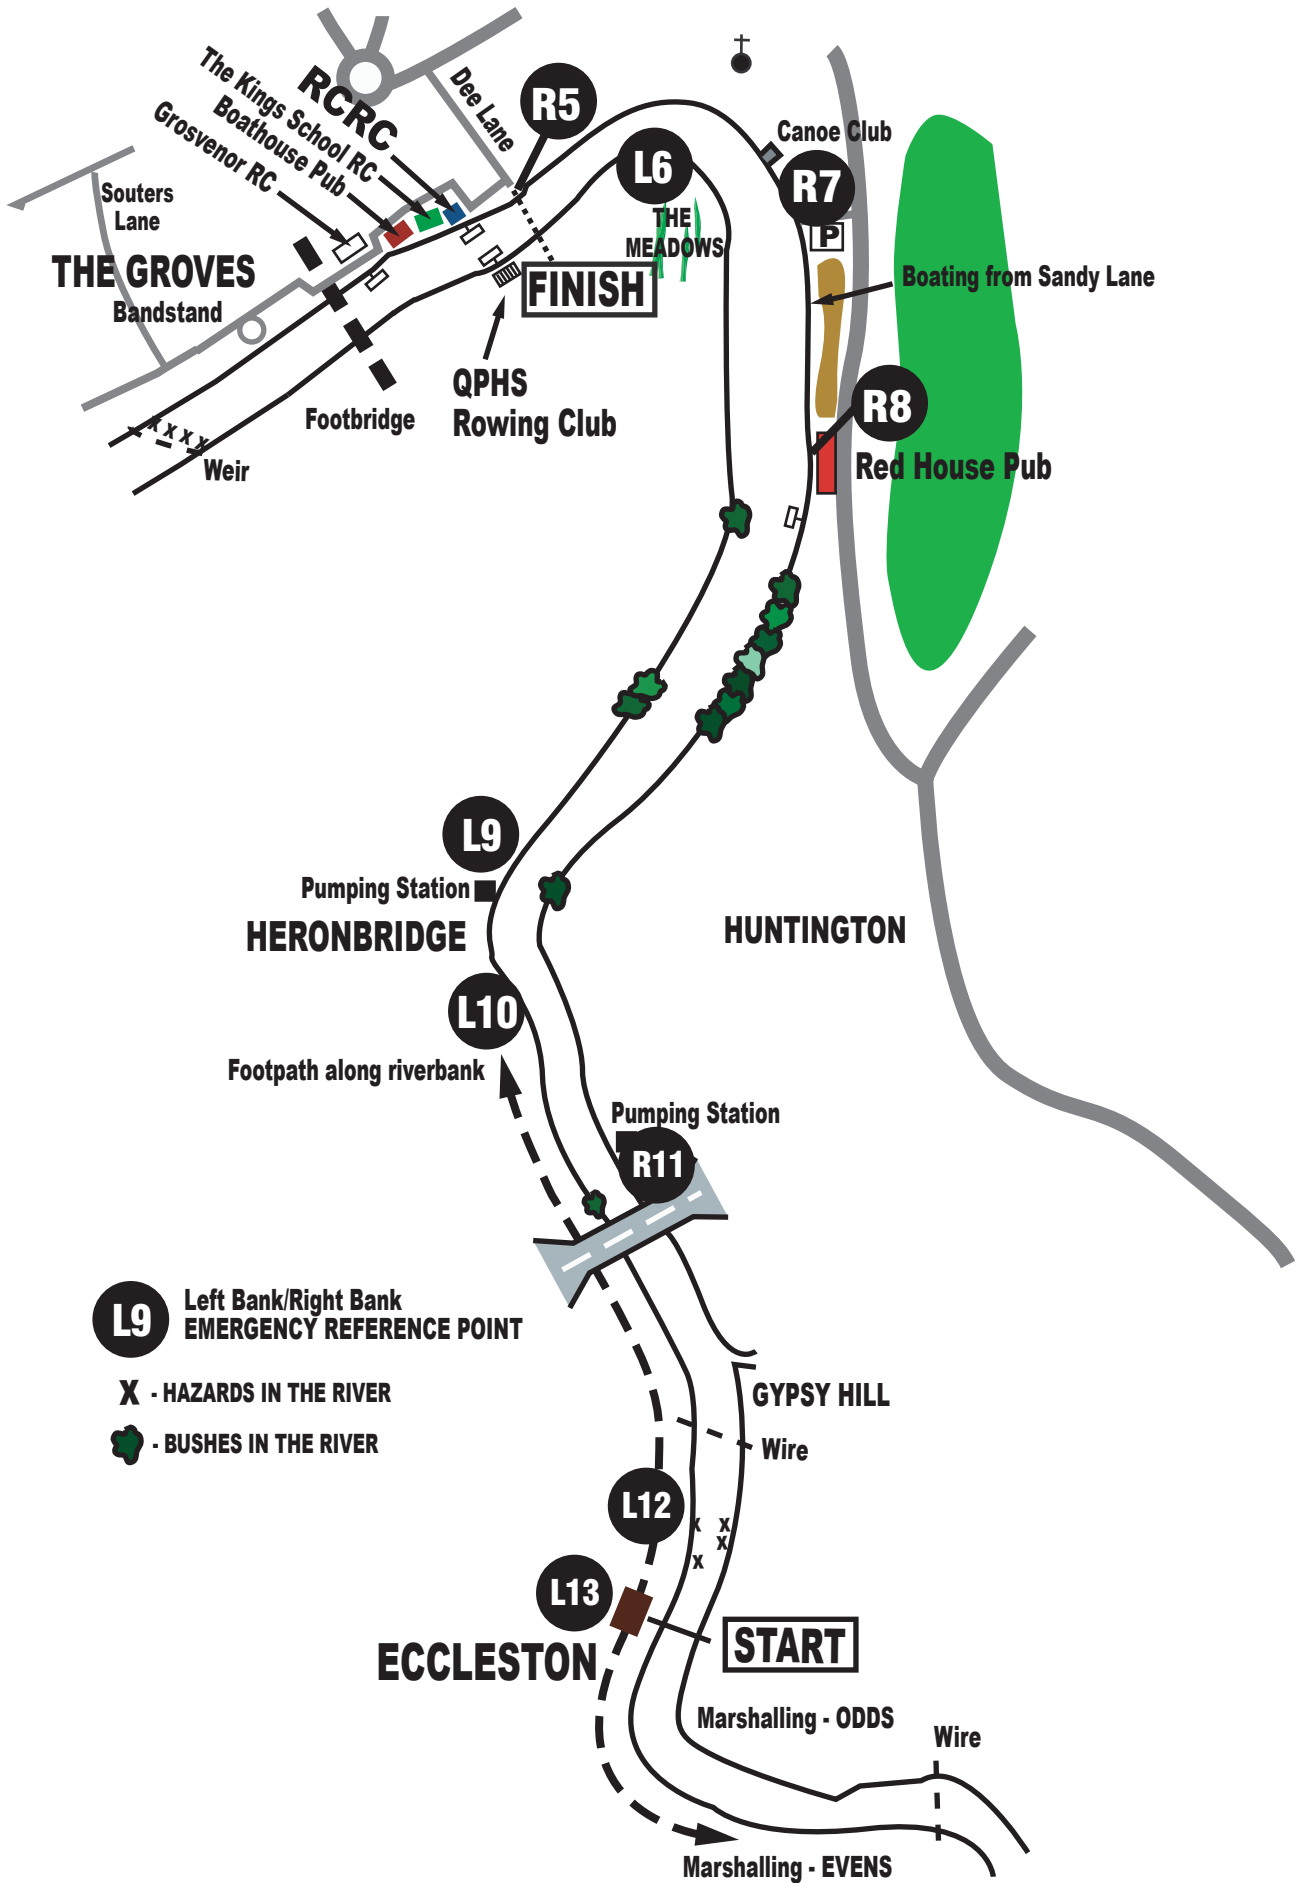 RCRC
The Kings School RC
Boathouse Pub
Grosvenor RC
Dee Lane
R5
Canoe Club
L6
R7
THE
MEADOWS
P
Souters
Lane
THE GROVES
Bandstand
FINISH
Boating from Sandy Lane
QPHS
Rowing Club
Footbridge
R8
X X X X
Weir
Red House Pub
L9
Pumping Station
HERONBRIDGE
HUNTINGTON
L10
Footpath along riverbank
Pumping Station
R11
L9
Left Bank/Right Bank
EMERGENCY REFERENCE POINT
X - HAZARDS IN THE RIVER
- BUSHES IN THE RIVER
GYPSY HILL
Wire
L12
X X
X
X
L13
START
ECCLESTON
Marshalling - ODDS
Wire
Marshalling - EVENS